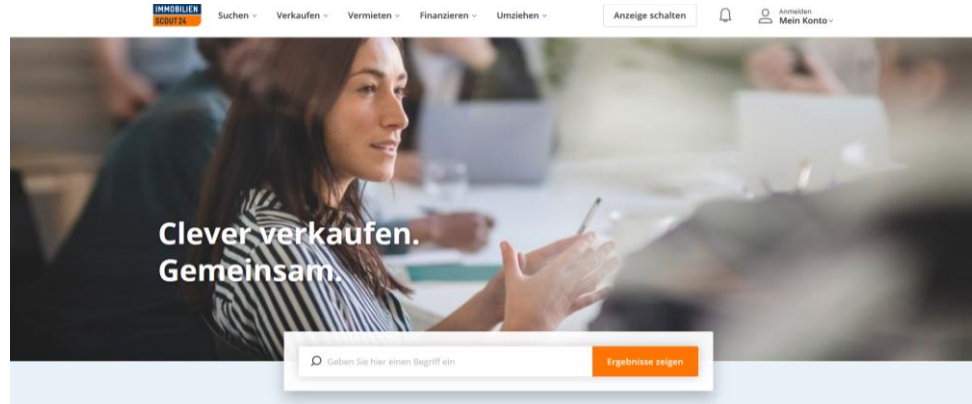 IMMOBILIEN
SCOUT24
Suchen Verkaufen Vermieten Finanzieren Umziehen Anzeige schalten Anmelden
Mein Konto
Clever verkaufen.
Gemeinsam.
Geben Sie hier einen Begriff ein Ergebnisse zeigen